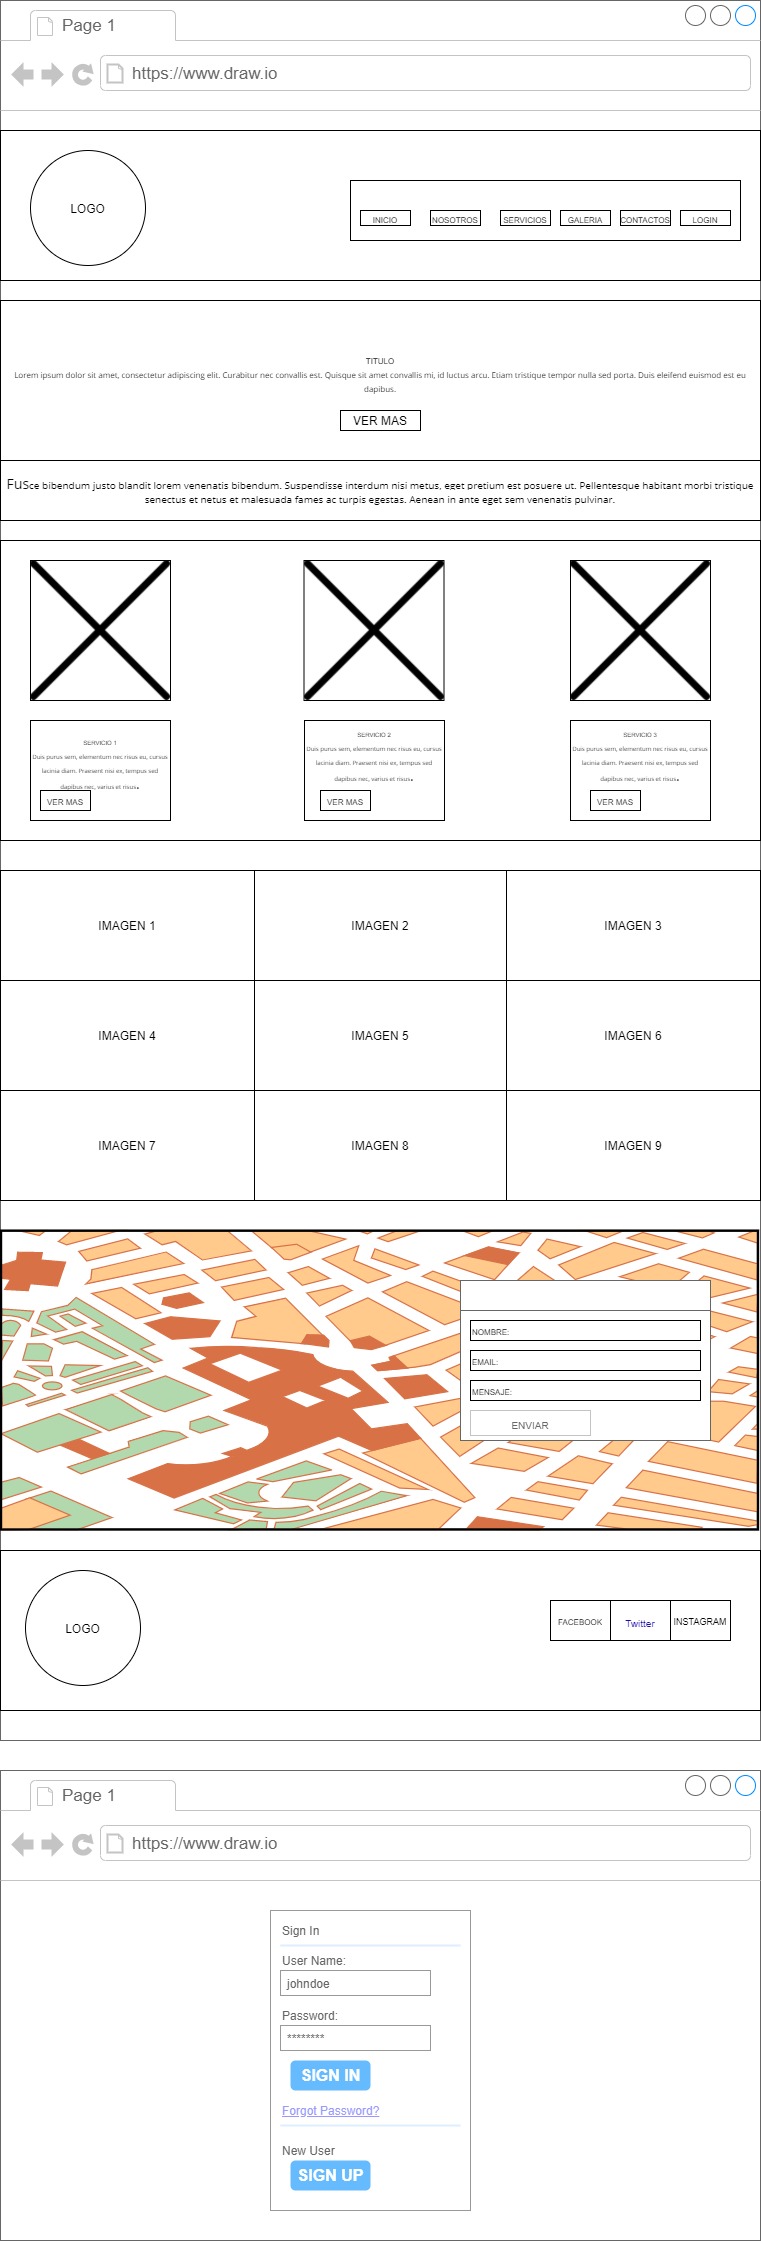 Page 1
https://www.draw.io
LOGO
INICIO
NOSOTROS
SERVICIOS
GALERIA
CONTACTOS
LOGIN
TITULO
Lorem ipsum dolor sit amet, consectetur adipiscing elit. Curabitur nec convallis est. Quisque sit amet convallis mi, id luctus arcu. Etiam tristique tempor nulla sed porta. Duis eleifend euismod est eu
dapibus.
VER MAS
Fusce bibendum justo blandit lorem venenatis bibendum. Suspendisse interdum nisi metus, eget pretium est posuere ut. Pellentesque habitant morbi tristique
senectus et netus et malesuada fames ac turpis egestas. Aenean in ante eget sem venenatis pulvinar.
SERVICIO 1
Duis purus sem, elementum nec risus eu, cursus
lacinia diam. Praesent nisi ex, tempus sed
dapibus nec, varius et risus.
VER MAS
SERVICIO 2
Duis purus sem, elementum nec risus eu, cursus
lacinia diam. Praesent nisi ex, tempus sed
dapibus nec, varius et risus.
VER MAS
SERVICIO 3
Duis purus sem, elementum nec risus eu, cursus
lacinia diam. Praesent nisi ex, tempus sed
dapibus nec, varius et risus.
VER MAS
IMAGEN 1
IMAGEN 2
IMAGEN 3
IMAGEN 4
IMAGEN 5
IMAGEN 6
IMAGEN 7
IMAGEN 8
IMAGEN 9
NOMBRE:
EMAIL:
MENSAJE:
ENVIAR
LOGO
FACEBOOK
Twitter
INSTAGRAM
Page 1
https://www.draw.io
Sign In
User Name:
johndoe
Password:
********
SIGN IN
Forgot Password?
New User
SIGN UP